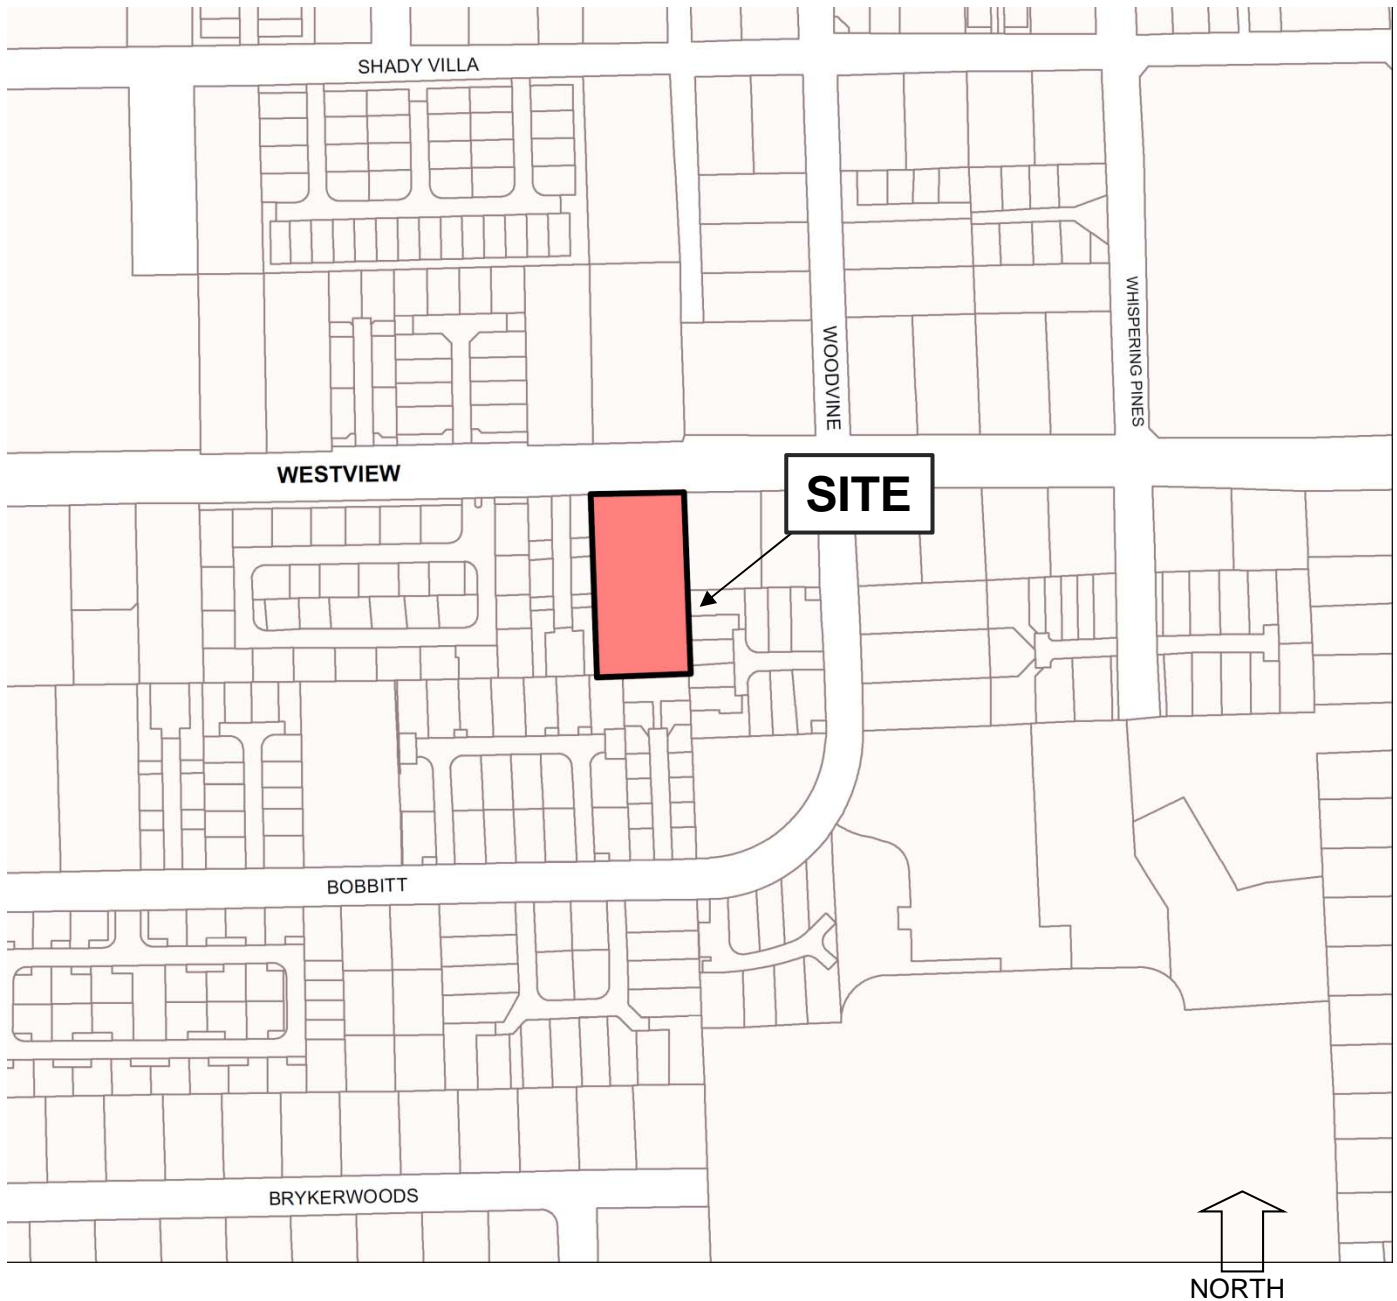 SHADY VILLA
WHISPERING PINES
WOODVINE
WESTVIEW
SITE
BOBBITT
BRYKERWOODS
NORTH